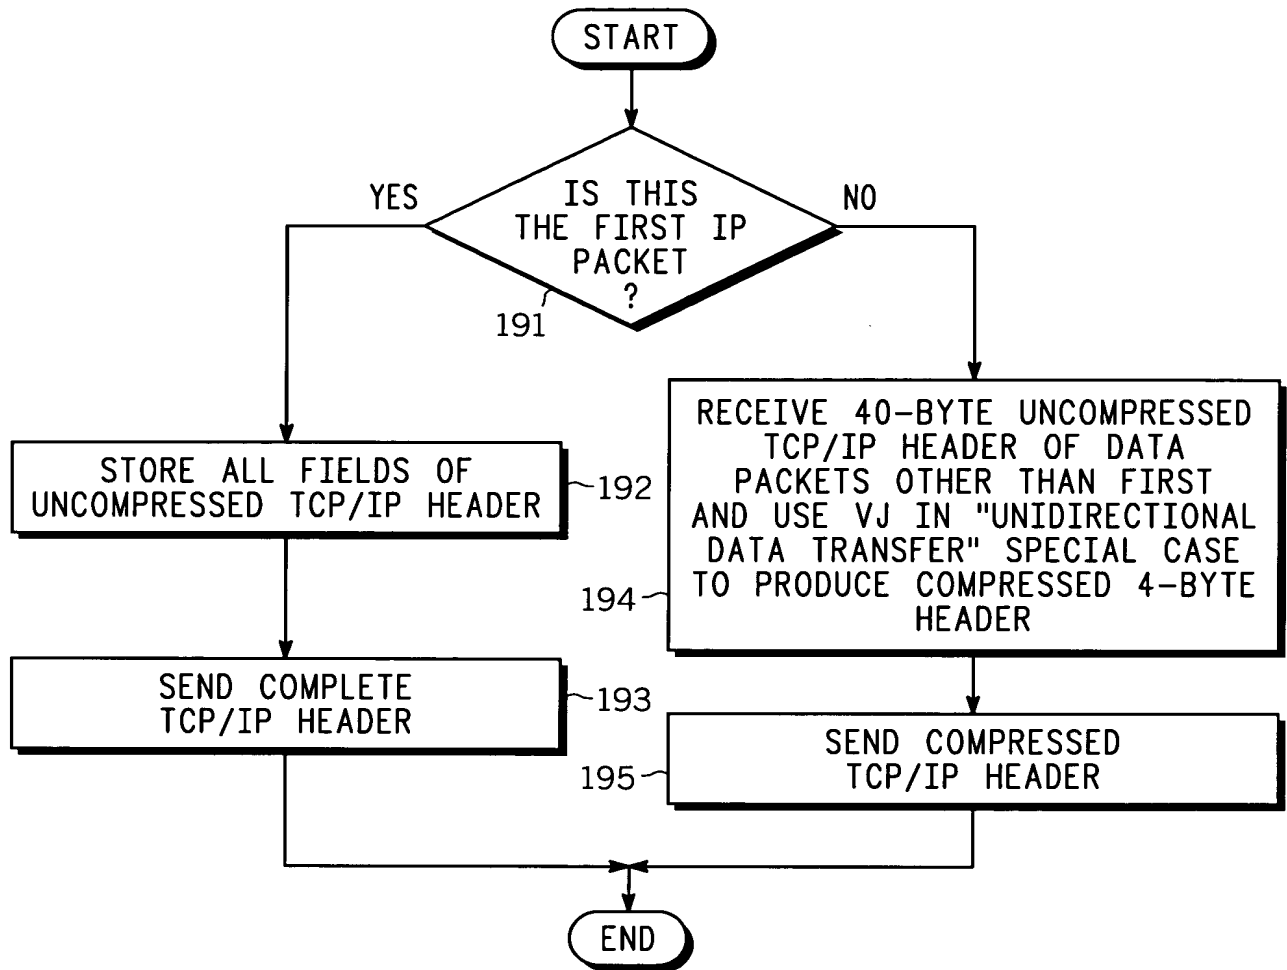 START
IS THIS
THE FIRST IP
PACKET
?
YES
NO
191
STORE ALL FIELDS OF
UNCOMPRESSED TCP/IP HEADER
192
SEND COMPLETE
TCP/IP HEADER
193
RECEIVE 40-BYTE UNCOMPRESSED
TCP/IP HEADER OF DATA
PACKETS OTHER THAN FIRST
AND USE VJ IN "UNIDIRECTIONAL
DATA TRANSFER" SPECIAL CASE
TO PRODUCE COMPRESSED 4-BYTE
HEADER
194
SEND COMPRESSED
TCP/IP HEADER
195
END